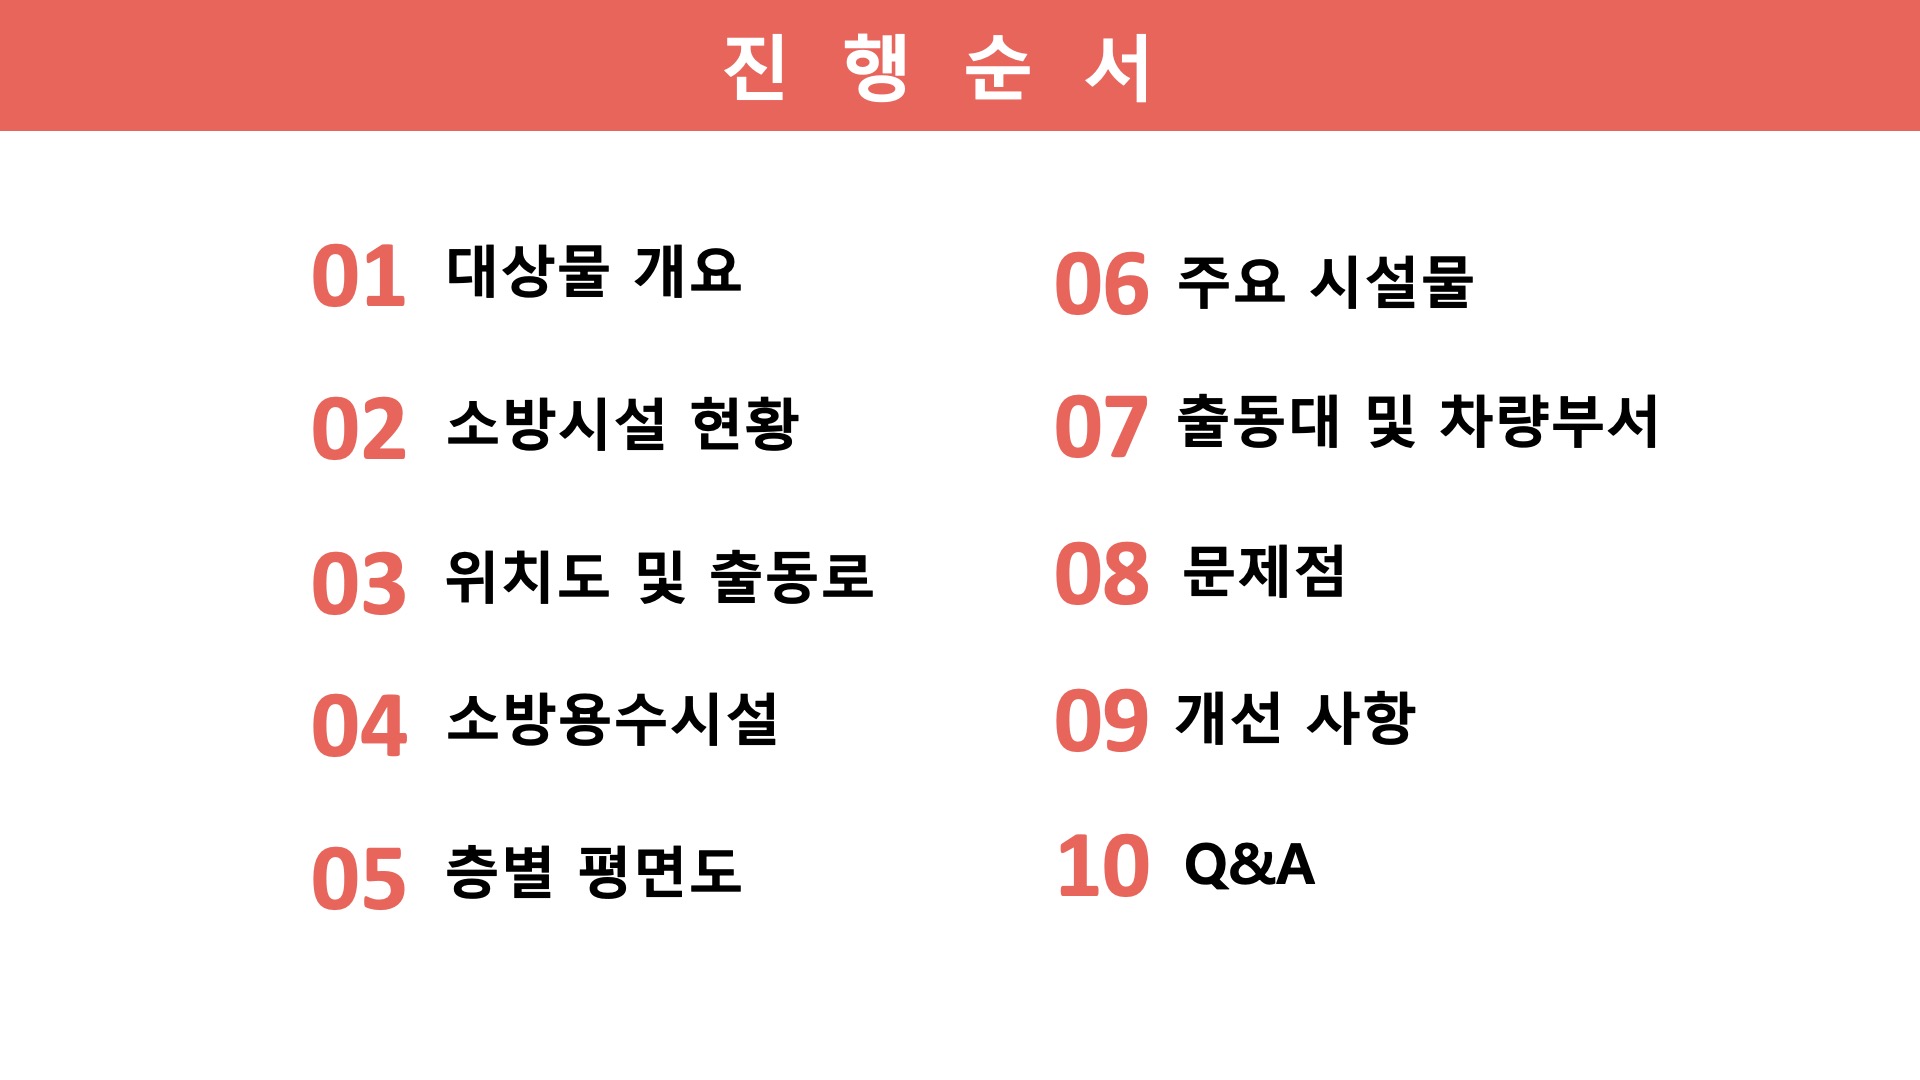 진 행 순 서
01 대상물 개요
02 소방시설 현황
03 위치도 및 출동로
04 소방용수시설
05 층별 평면도
06 주요 시설물
07 출동대 및 차량부서
08 문제점
09 개선 사항
10 Q&A